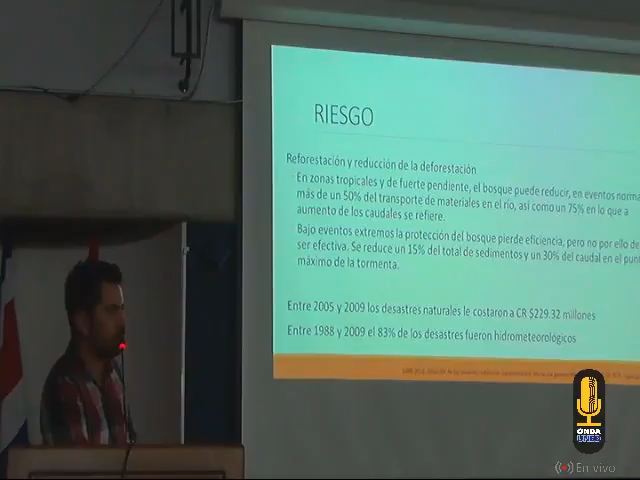 RIESGO
Reforestación y reducción de la deforestación
En zonas tropicales y de fuerte pendiente, el bosque puede reducir, en eventos norma
más de un 50% del transporte de materiales en el río, así como un 75% en lo que a
aumento de los caudales se refiere.
Bajo eventos extremos la protección del bosque pierde eficiencia, pero no por ello de
ser efectiva. Se reduce un 15% del total de sedimentos y un 30% del caudal en el pun
máximo de la tormenta.
Entre 2005 y 2009 los desastres naturales le costaron a CR $229.32 millones
Entre 1988 y 2009 el 83% de los desastres fueron hidrometeorológicos
ONDA
UNED
En vivo